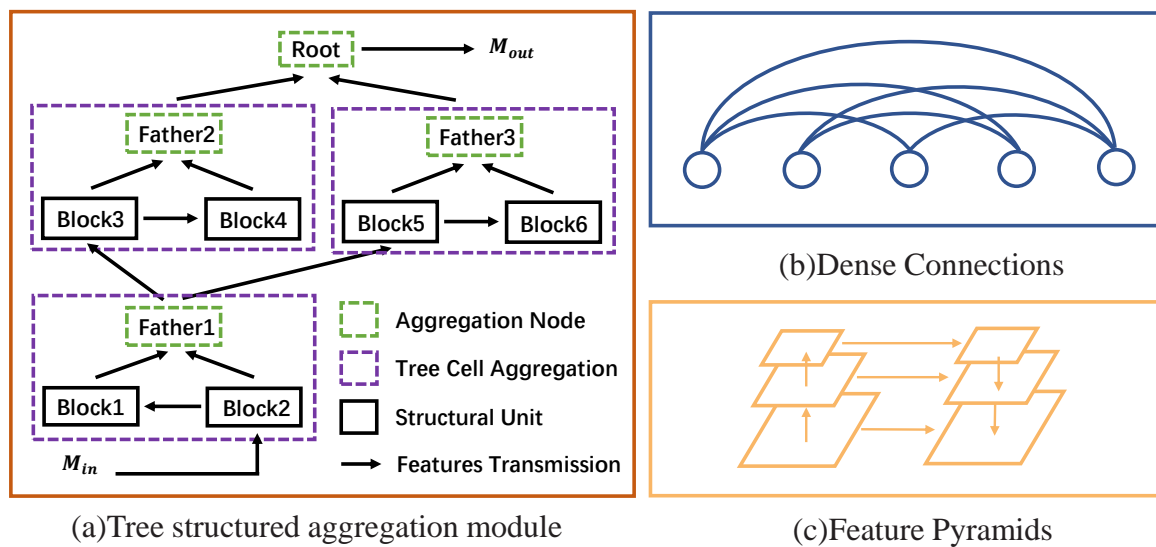 Root
M_out
Father2
Father3
Block3
Block4
Block5
Block6
Father1
Block1
Block2
M_in
Aggregation Node
Tree Cell Aggregation
Structural Unit
Features Transmission
(a)Tree structured aggregation module
(b)Dense Connections
(c)Feature Pyramids